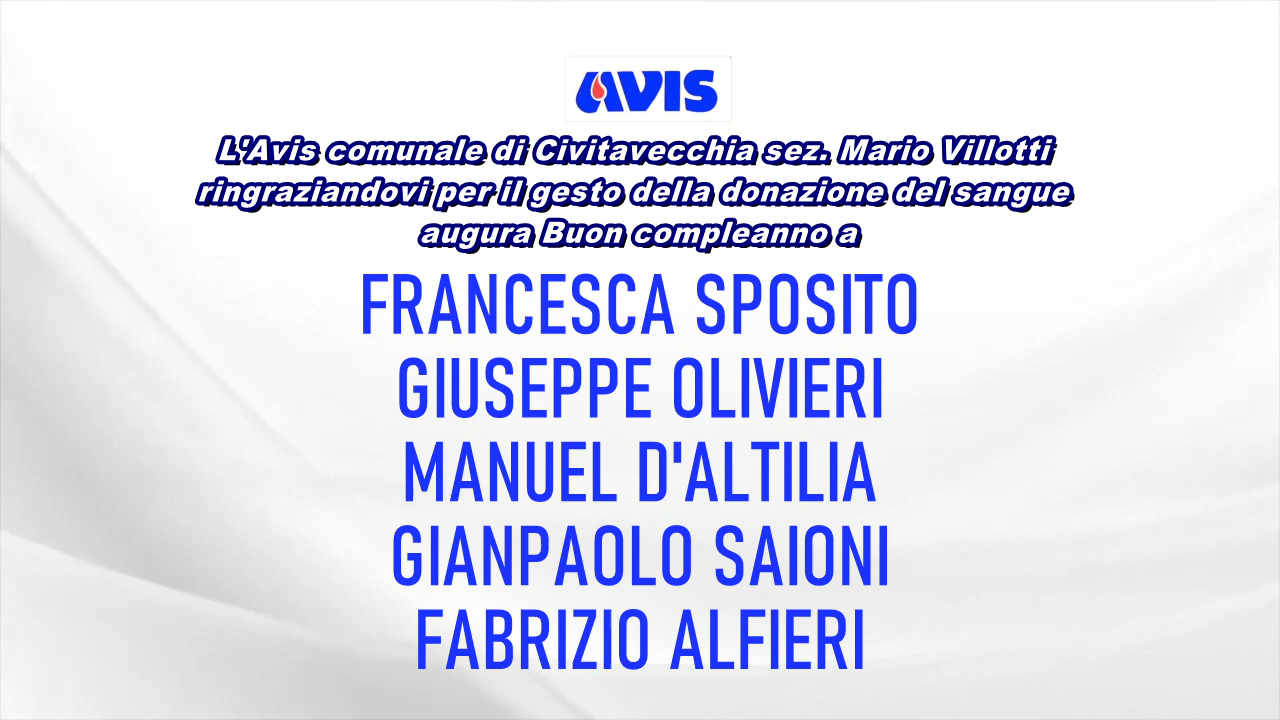 AVIS
L'Avis comunale di Civitavecchia sez. Mario Villotti
ringraziandovi per il gesto della donazione del sangue
augura Buon compleanno a
FRANCESCA SPOSITO
GIUSEPPE OLIVIERI
MANUEL D'ALTILIA
GIANPAOLO SAIONI
FABRIZIO ALFIERI